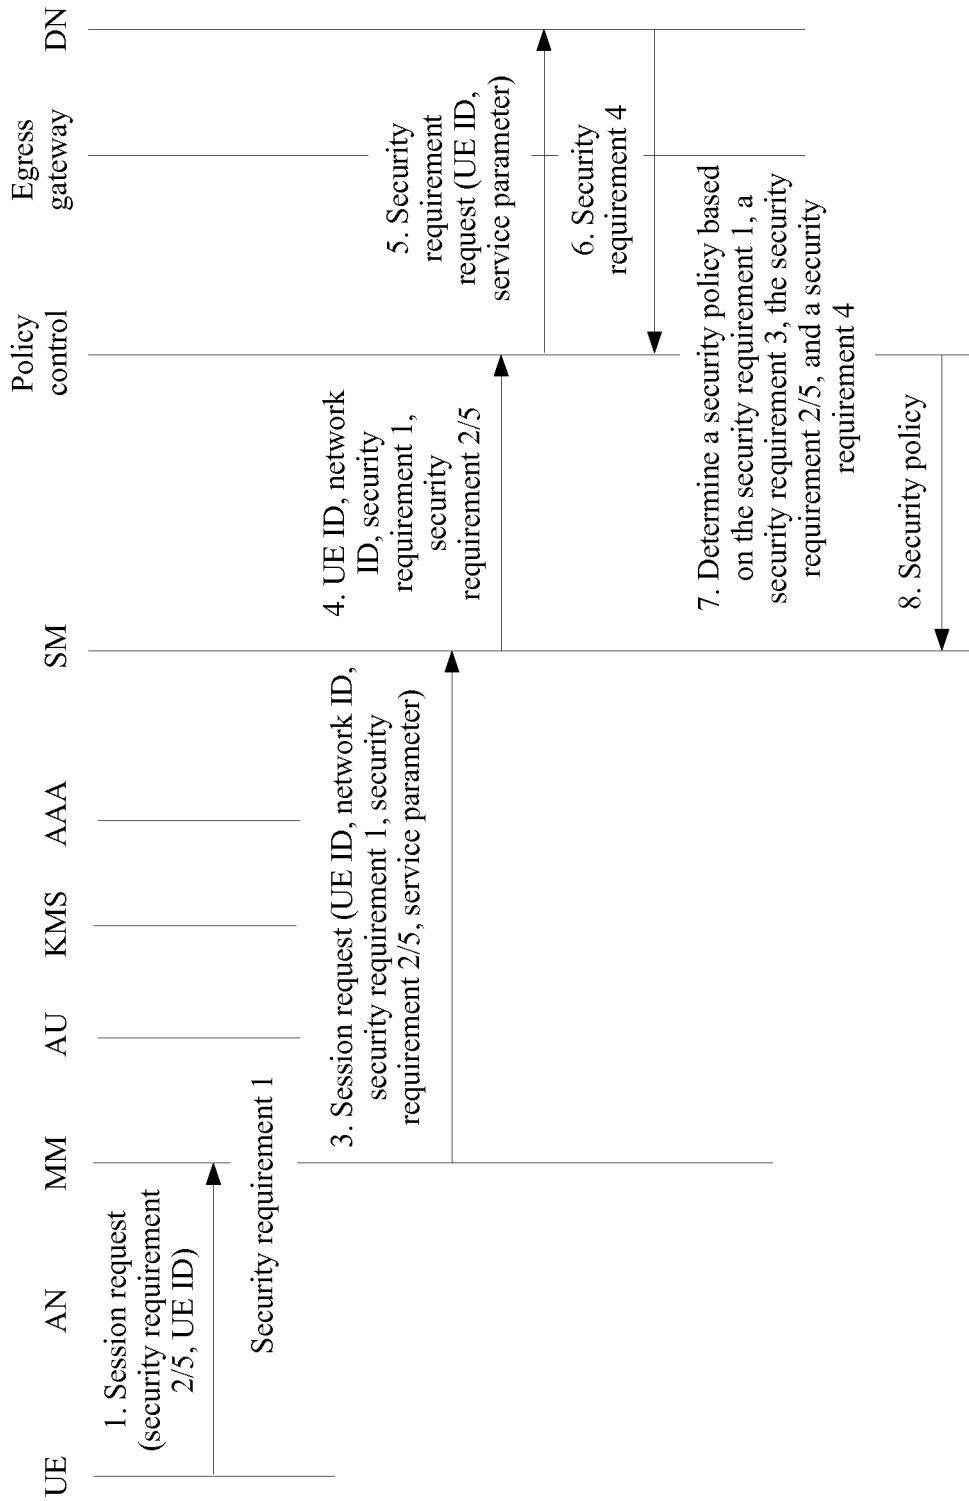 UE
AN
MM
AU
KMS
AAA
SM
Policy
control
Egress
gateway
DN
1. Session request
(security requirement
2/5, UE ID)
Security requirement 1
3. Session request (UE ID, network ID,
security requirement 1, security
requirement 2/5, service parameter)
4. UE ID, network
ID, security
requirement 1,
security
requirement 2/5
5. Security
requirement
request (UE ID,
service parameter)
6. Security
requirement 4
7. Determine a security policy based
on the security requirement 1, a
security requirement 3, the security
requirement 2/5, and a security
requirement 4
8. Security policy